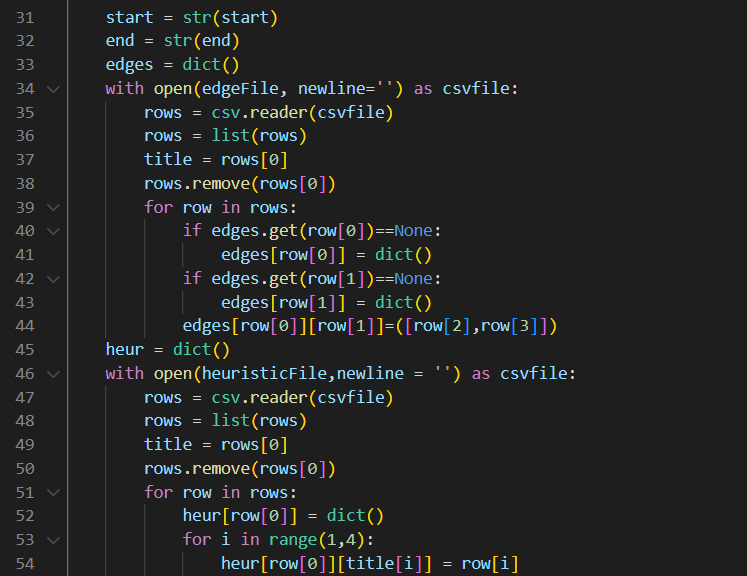 31 start = str(start)
32 end = str(end)
33 edges = dict()
34 with open(edgeFile, newline='') as csvfile:
35 rows = csv.reader(csvfile)
36 rows = list(rows)
37 title = rows[0]
38 rows.remove(rows[0])
39 for row in rows:
40 if edges.get(row[0])==None:
41 edges[row[0]] = dict()
42 if edges.get(row[1])==None:
43 edges[row[1]] = dict()
44 edges[row[0]][row[1]]=([row[2],row[3]])
45 heur = dict()
46 with open(heuristicFile,newline = '') as csvfile:
47 rows = csv.reader(csvfile)
48 rows = list(rows)
49 title = rows[0]
50 rows.remove(rows[0])
51 for row in rows:
52 heur[row[0]] = dict()
53 for i in range(1,4):
54 heur[row[0]][title[i]] = row[i]